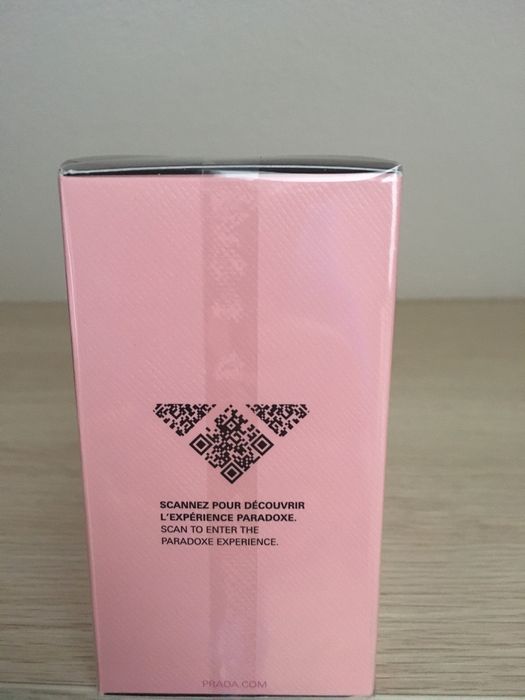 SCANNEZ POUR DÉCOUVRIR
L'EXPÉRIENCE PARADOXE.
SCAN TO ENTER THE
PARADOXE EXPERIENCE.
PRADA.COM